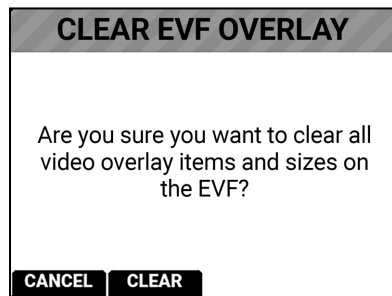 CLEAR EVF OVERLAY
Are you sure you want to clear all
video overlay items and sizes on
the EVF?
CANCEL CLEAR